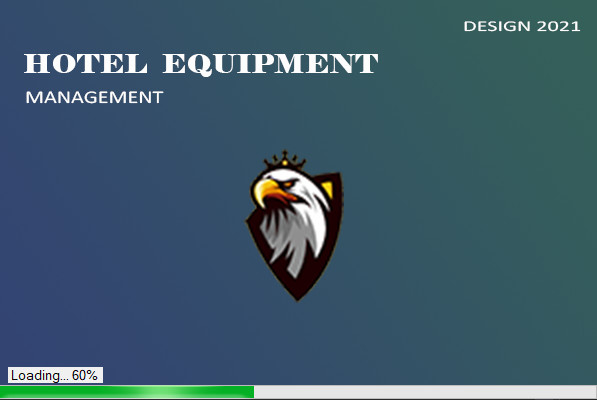 DESIGN 2021
HOTEL EQUIPMENT
MANAGEMENT
Loading... 60%